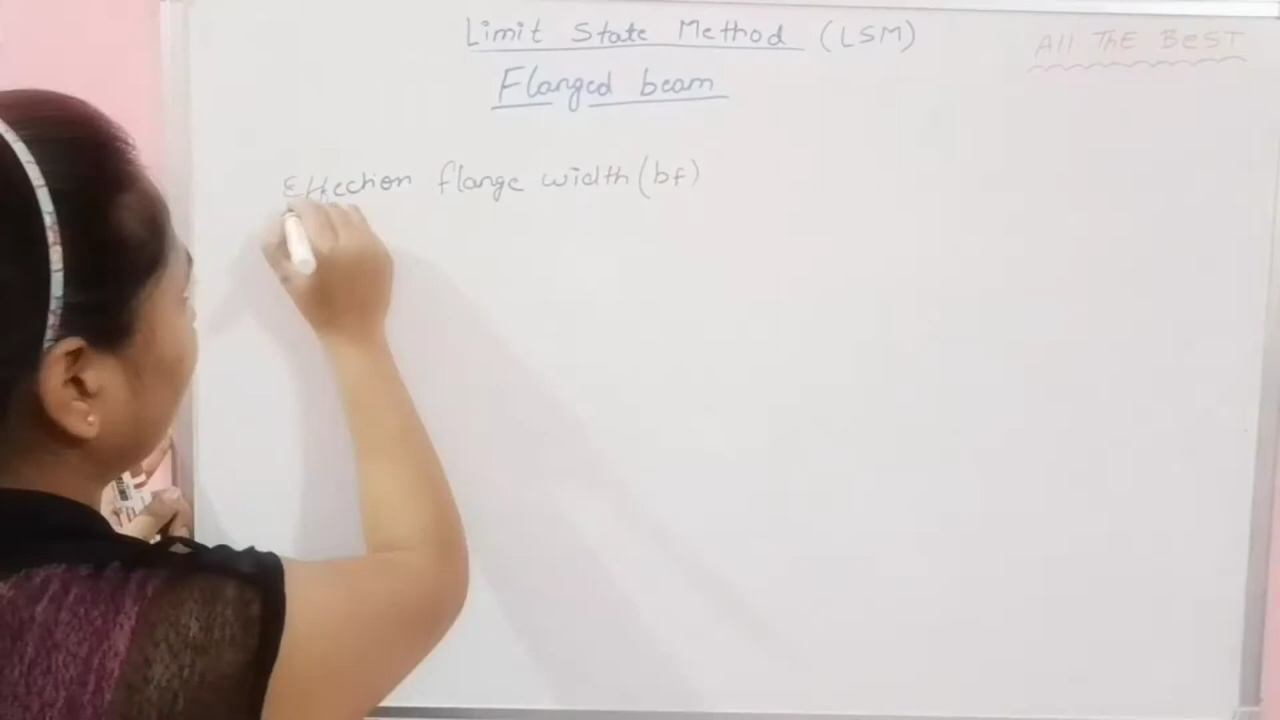 Limit State Method (LSM)
All THE BeST
Flanged beam
Effection flange width (bf)